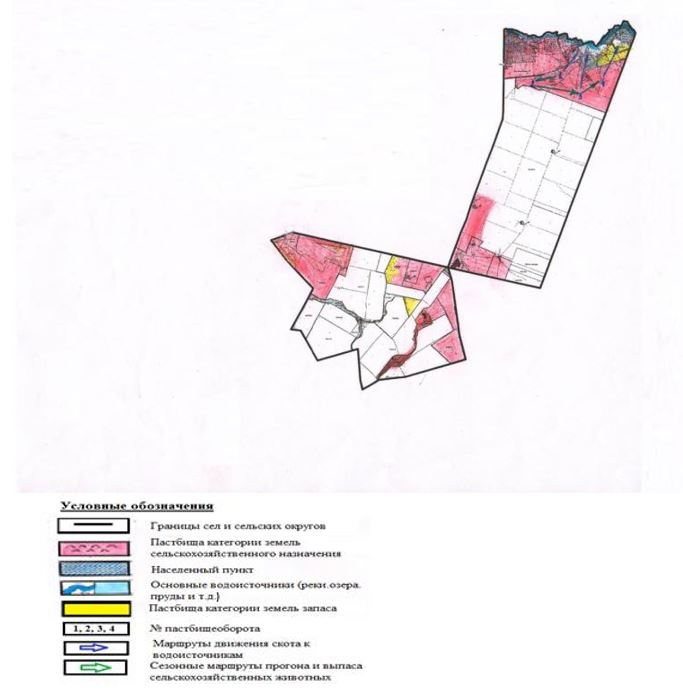 Условные обозначения
Границы сел и сельских округов
Пастбища категории земель
сельскохозяйственного назначения
Населенный пункт
Основные водоисточники (реки.озера.
пруды и т.д.)
Пастбища категории земель запаса
1, 2, 3, 4
№ пастбищеоборота
Маршруты движения скота к
водоисточникам
Сезонные маршруты прогона и выпаса
сельскохозяйственных животных